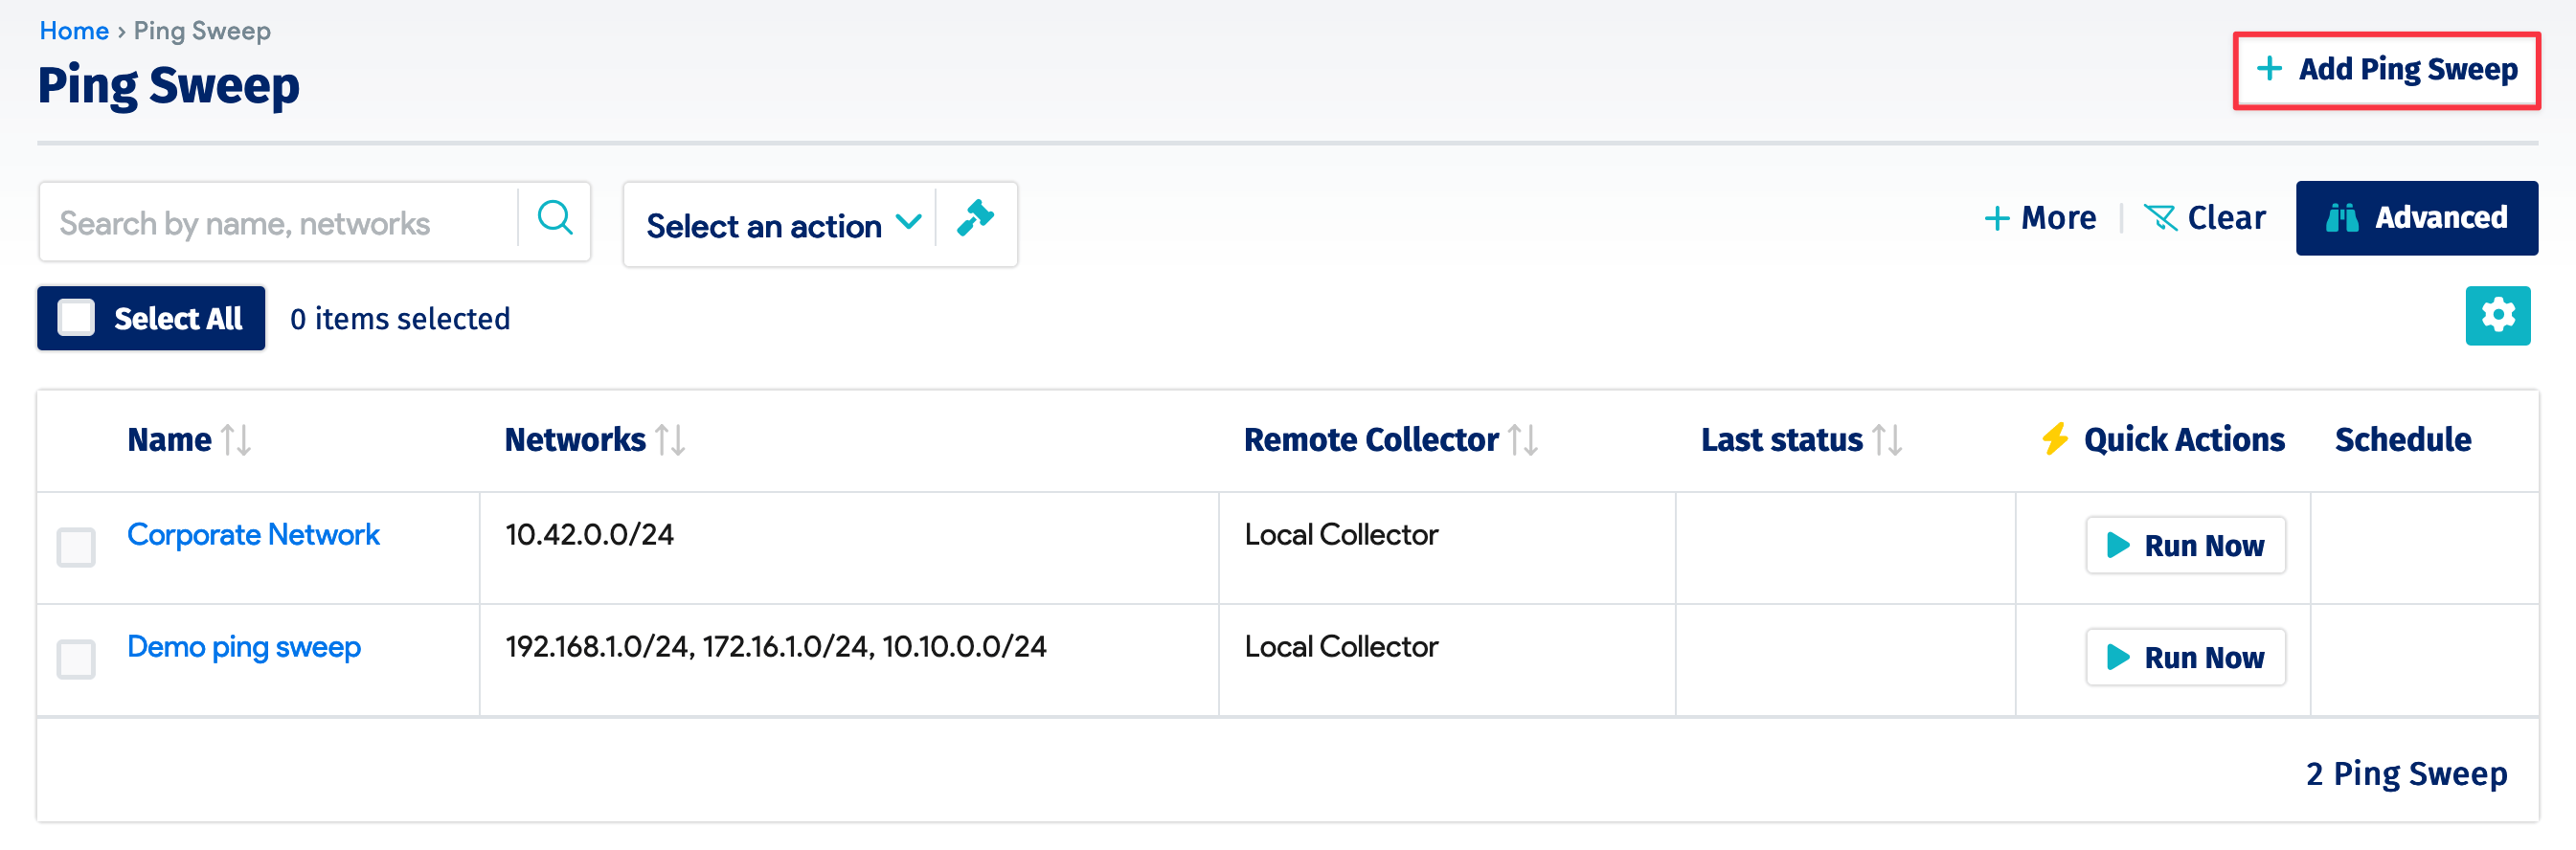 Home › Ping Sweep
Ping Sweep
Add Ping Sweep
Search by name, networks
Select an action
More
Clear
Advanced
Select All
0 items selected
Name Networks Remote Collector Last status Quick Actions Schedule
Corporate Network 10.42.0.0/24 Local Collector Run Now
Demo ping sweep 192.168.1.0/24, 172.16.1.0/24, 10.10.0.0/24 Local Collector Run Now
2 Ping Sweep